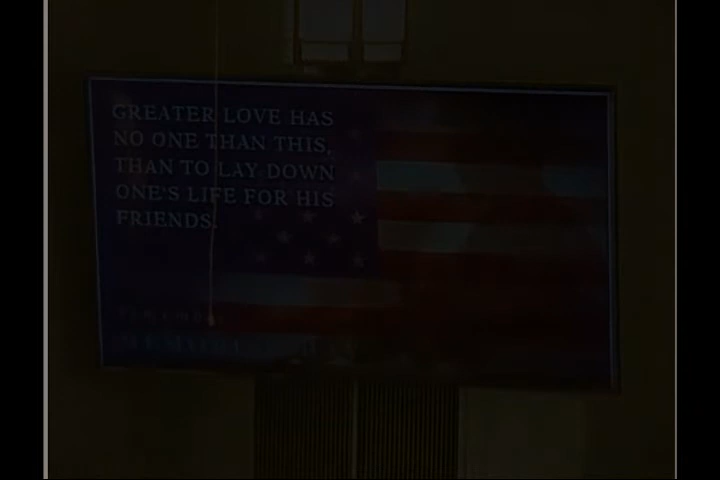 GREATER LOVE HAS
NO ONE THAN THIS,
THAN TO LAY DOWN
ONE'S LIFE FOR HIS
FRIENDS.